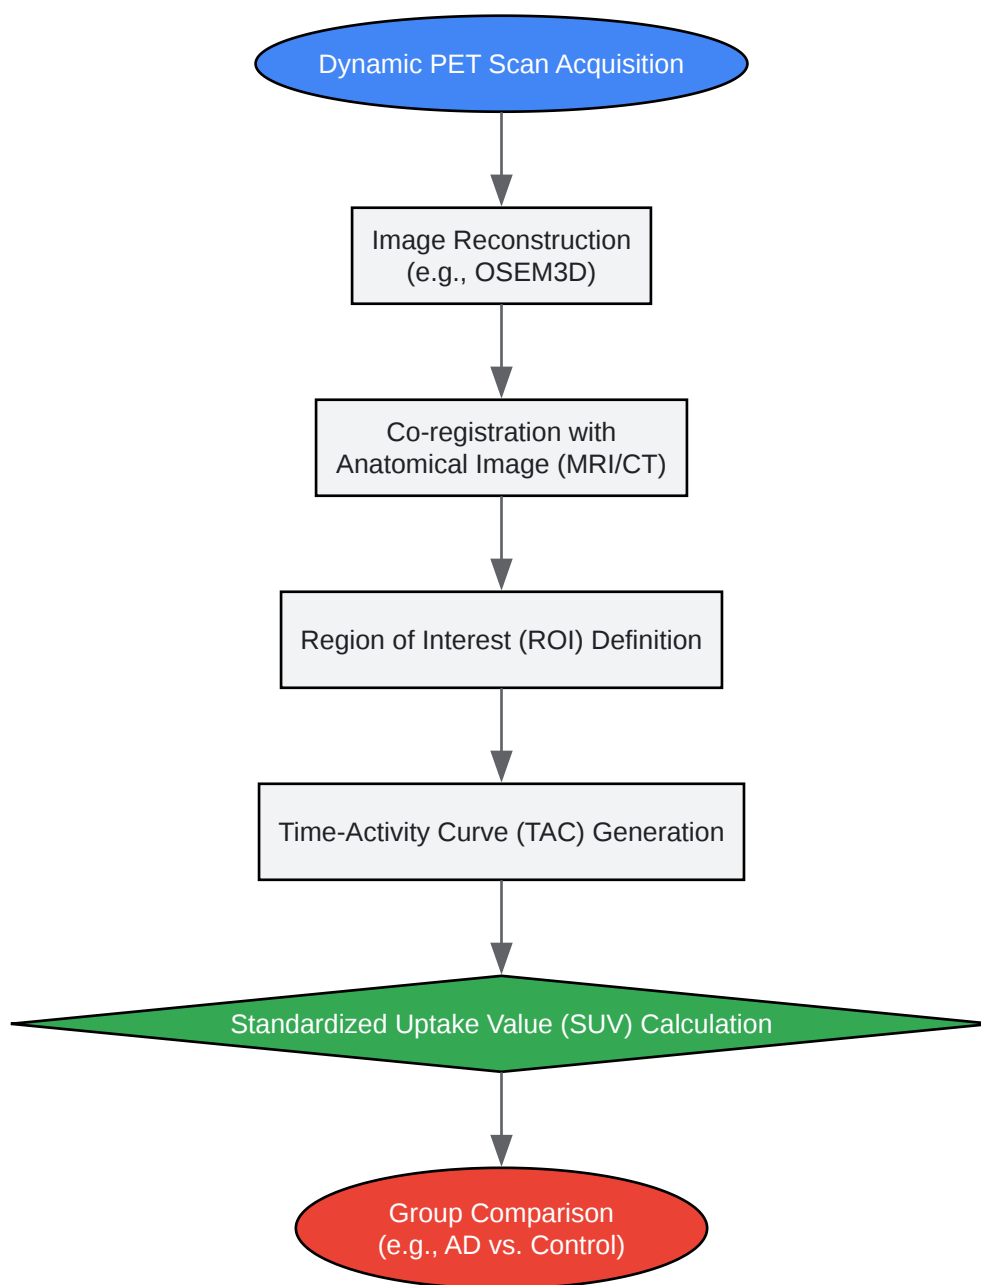 Dynamic PET Scan Acquisition
Image Reconstruction
(e.g., OSEM3D)
Co-registration with
Anatomical Image (MRI/CT)
Region of Interest (ROI) Definition
Time-Activity Curve (TAC) Generation
Standardized Uptake Value (SUV) Calculation
Group Comparison
(e.g., AD vs. Control)